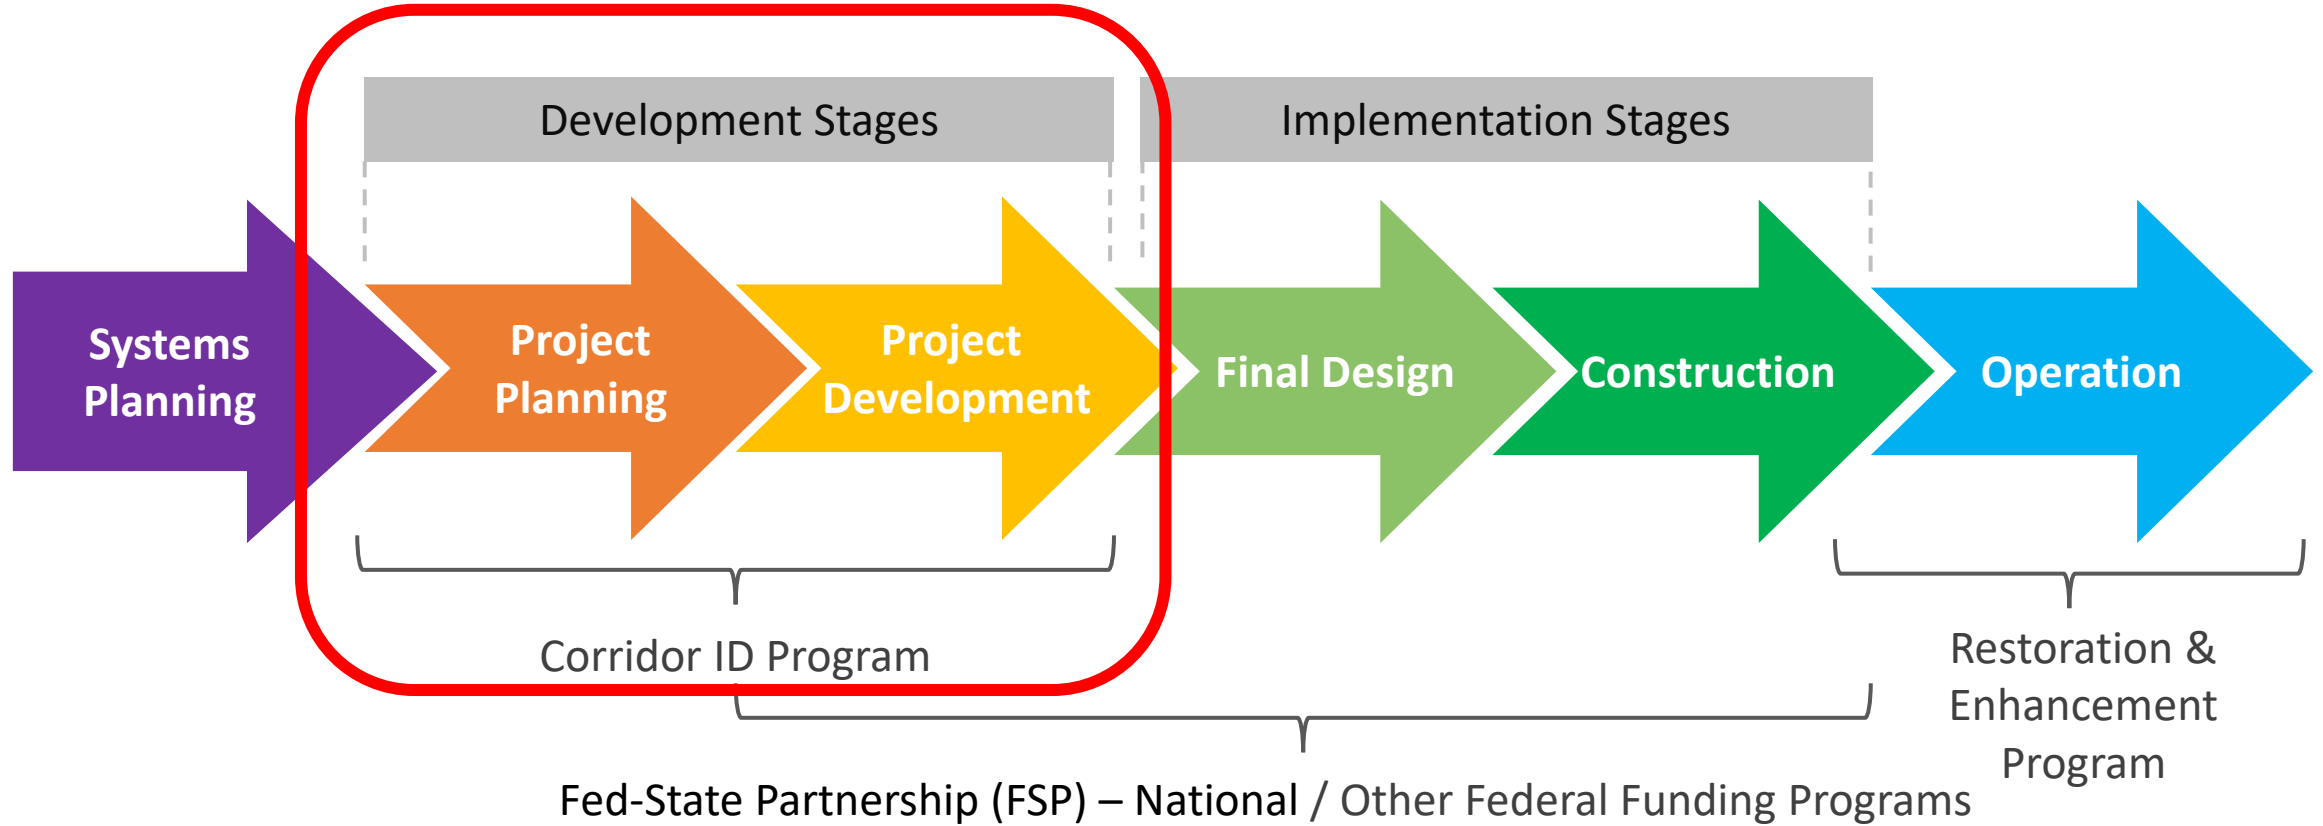 Development Stages
Implementation Stages
Systems
Planning
Project
Planning
Project
Development
Final Design
Construction
Operation
Corridor ID Program
Restoration &
Enhancement
Program
Fed-State Partnership (FSP) – National / Other Federal Funding Programs